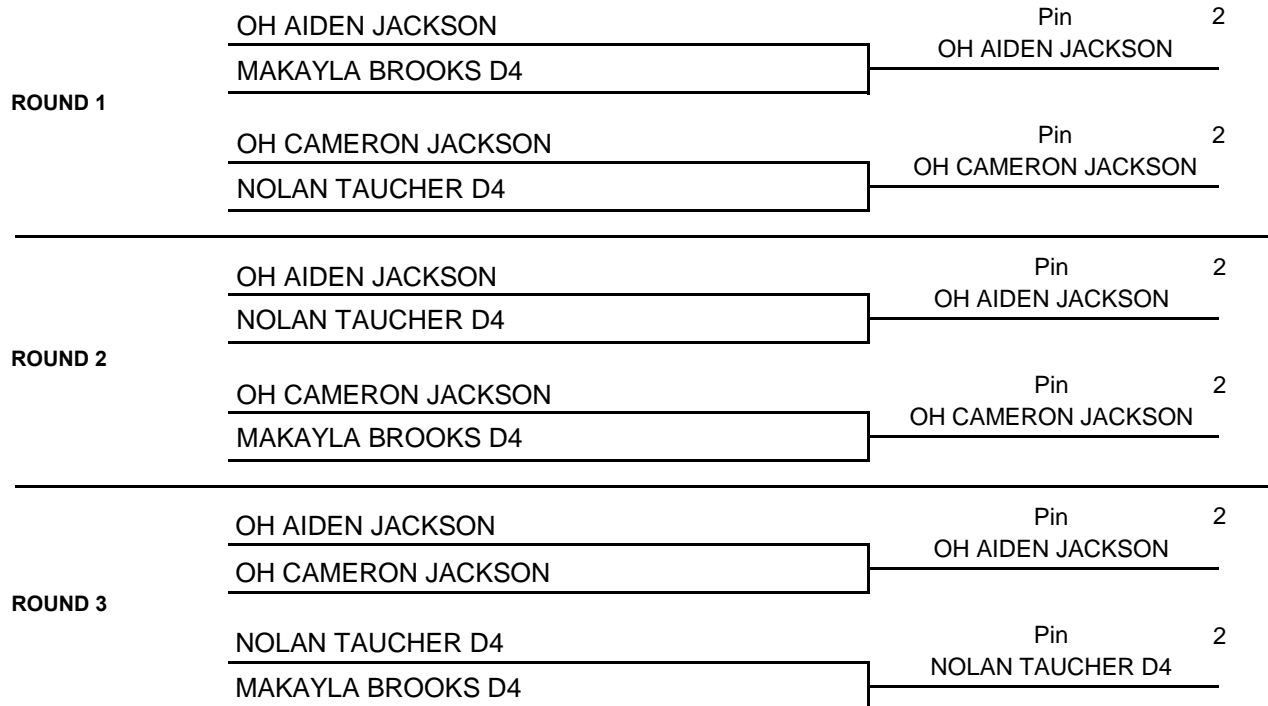 OH AIDEN JACKSON
Pin 2
OH AIDEN JACKSON
MAKAYLA BROOKS D4
ROUND 1
OH CAMERON JACKSON
Pin 2
OH CAMERON JACKSON
NOLAN TAUCHER D4
OH AIDEN JACKSON
Pin 2
OH AIDEN JACKSON
NOLAN TAUCHER D4
ROUND 2
OH CAMERON JACKSON
Pin 2
OH CAMERON JACKSON
MAKAYLA BROOKS D4
OH AIDEN JACKSON
Pin 2
OH AIDEN JACKSON
OH CAMERON JACKSON
ROUND 3
NOLAN TAUCHER D4
Pin 2
NOLAN TAUCHER D4
MAKAYLA BROOKS D4